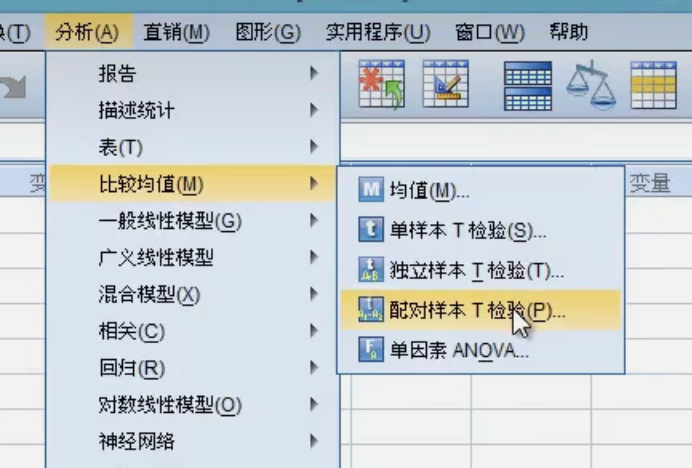 (T) 分析(A) 直销(M) 图形(G) 实用程序(U) 窗口(W) 帮助
报告
描述统计
表(T)
比较均值(M)
一般线性模型(G)
广义线性模型
混合模型(X)
相关(C)
回归(R)
对数线性模型(O)
神经网络
变
变量
均值(M)...
单样本 T 检验(S)...
独立样本 T 检验(T)...
配对样本 T 检验(P)...
单因素 ANOVA...